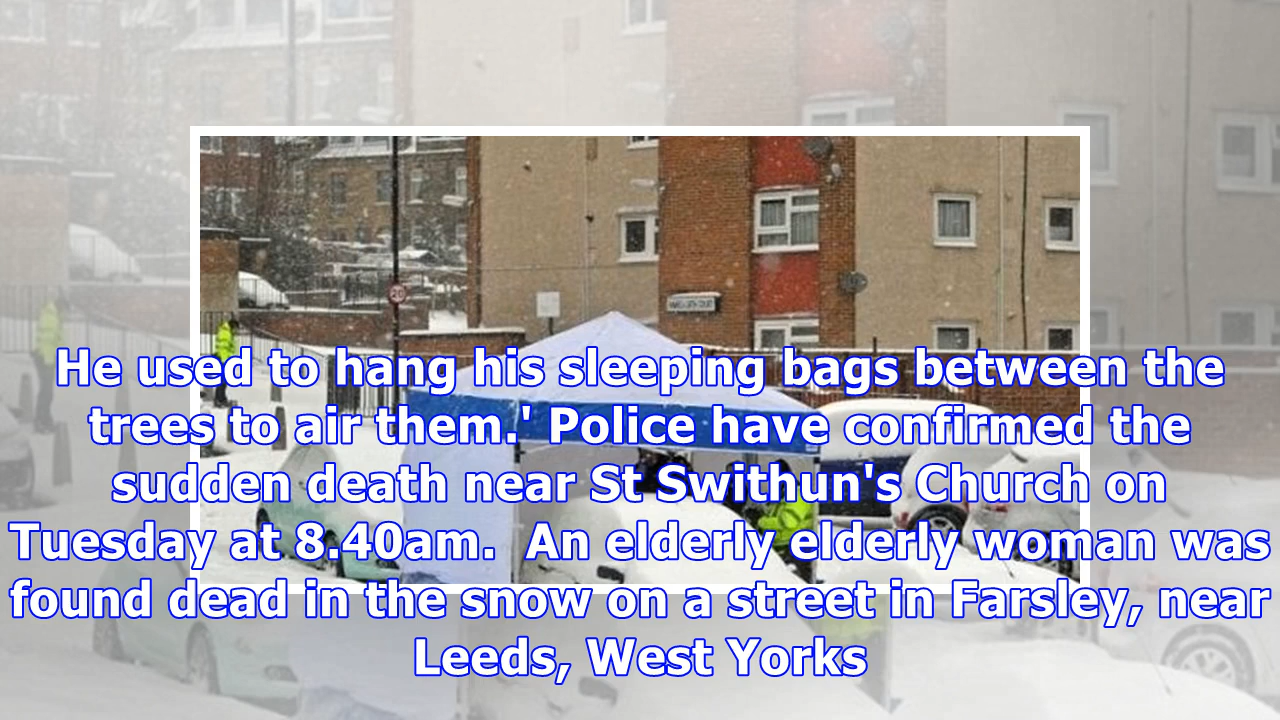 20
He used to hang his sleeping bags between the
trees to air them.' Police have confirmed the
sudden death near St Swithun's Church on
Tuesday at 8.40am.  An elderly elderly woman was
found dead in the snow on a street in Farsley, near
Leeds, West Yorks